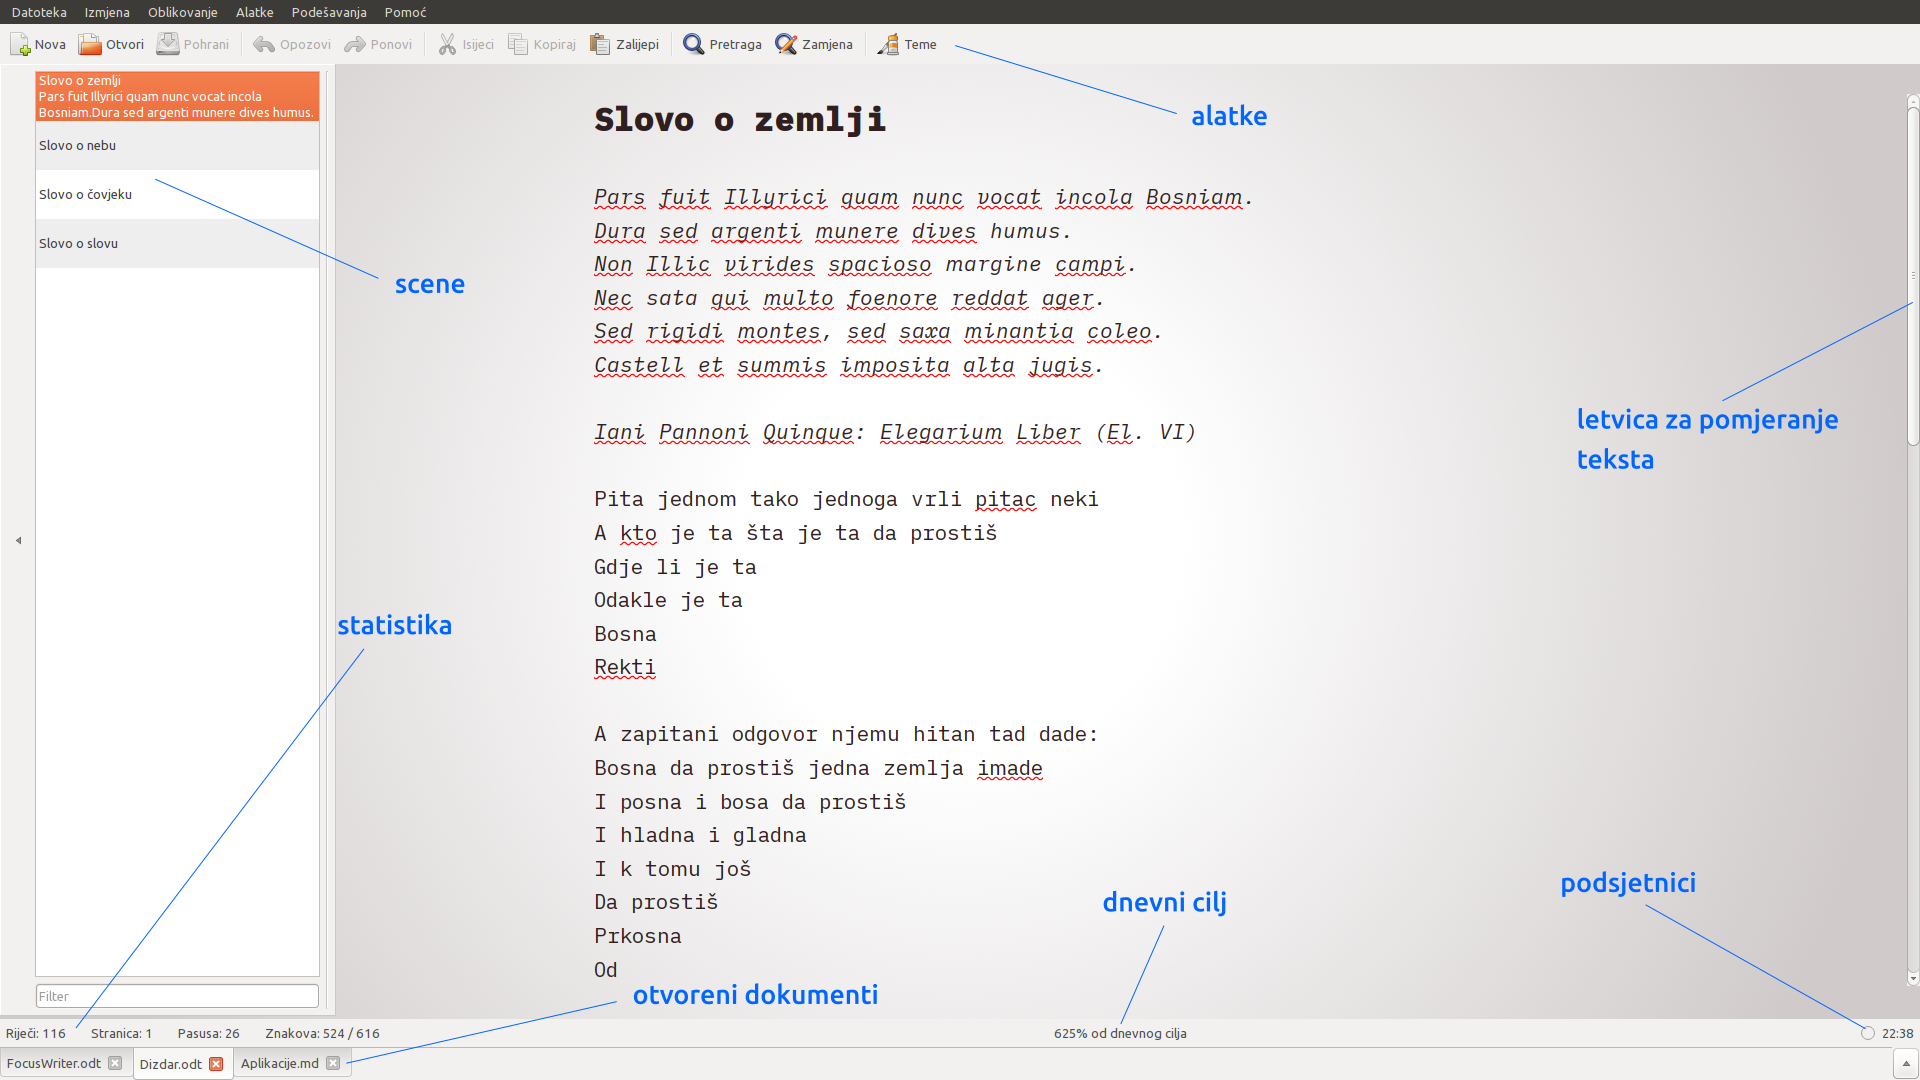 Datoteka Izmjena Oblikovanje Alatke Podešavanja Pomoć
Nova Otvori Pohrani Opozovi Ponovi Isijeci Kopiraj Zalijepi Pretraga Zamjena Teme
alatke
Slovo o zemlji
Pars fuit Illyrici quam nunc vocat incola
Bosniam.Dura sed argenti munere dives humus.
Slovo o nebu
Slovo o čovjeku
Slovo o slovu
scene
Slovo o zemlji
Pars fuit Illyrici quam nunc vocat incola Bosniam.
Dura sed argenti munere dives humus.
Non Illic virides spacioso margine campi.
Nec sata qui multo foenore reddat ager.
Sed rigidi montes, sed saxa minantia coleo.
Castell et summis imposita alta jugis.
Iani Pannoni Quinque: Elegarium Liber (El. VI)
Pita jednom tako jednoga vrli pitac neki
A kto je ta šta je ta da prostiš
Gdje li je ta
Odakle je ta
Bosna
Rekti
A zapitani odgovor njemu hitan tad dade:
Bosna da prostiš jedna zemlja imade
I posna i bosa da prostiš
I hladna i gladna
I k tomu još
Da prostiš
Prkosna
Od
letvica za pomjeranje
teksta
statistika
podsjetnici
dnevni cilj
otvoreni dokumenti
Filter
Riječi: 116 Stranica: 1 Pasusa: 26 Znakova: 524 / 616 625% od dnevnog cilja 22:38
FocusWriter.odt Dizdar.odt Aplikacije.md